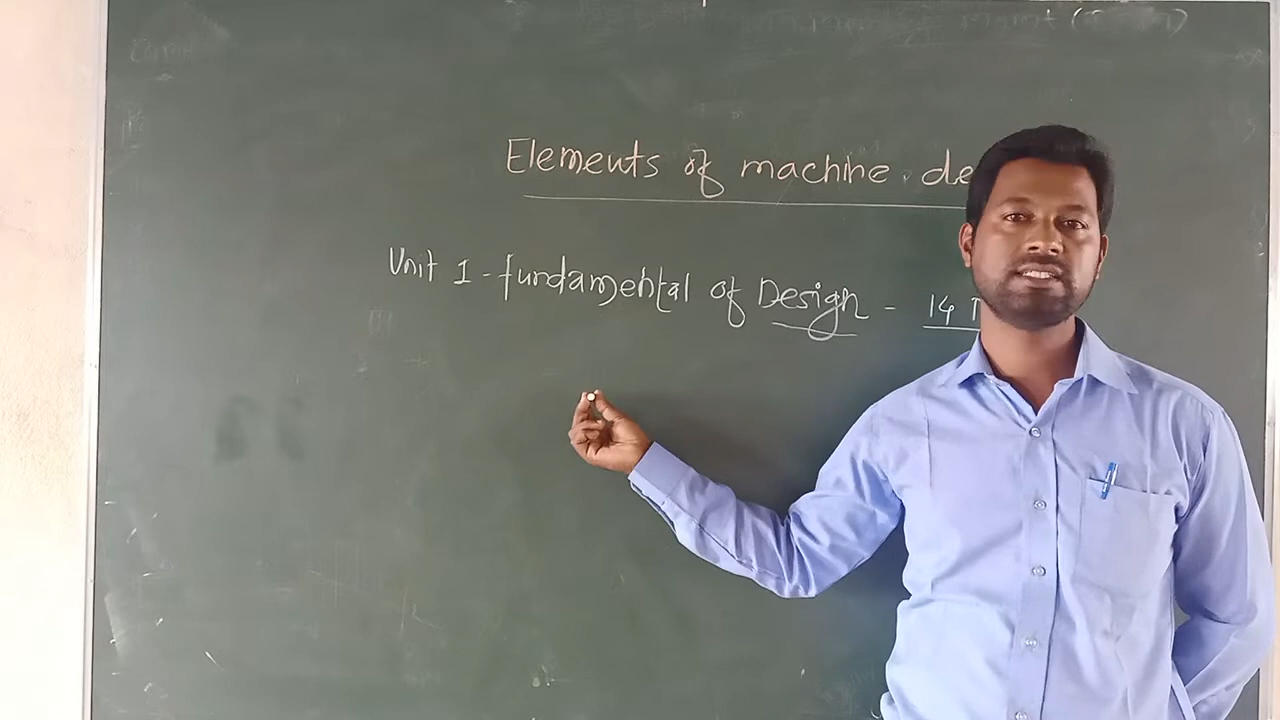 Elements of machine de
Unit 1 - fundamental of Design - 14